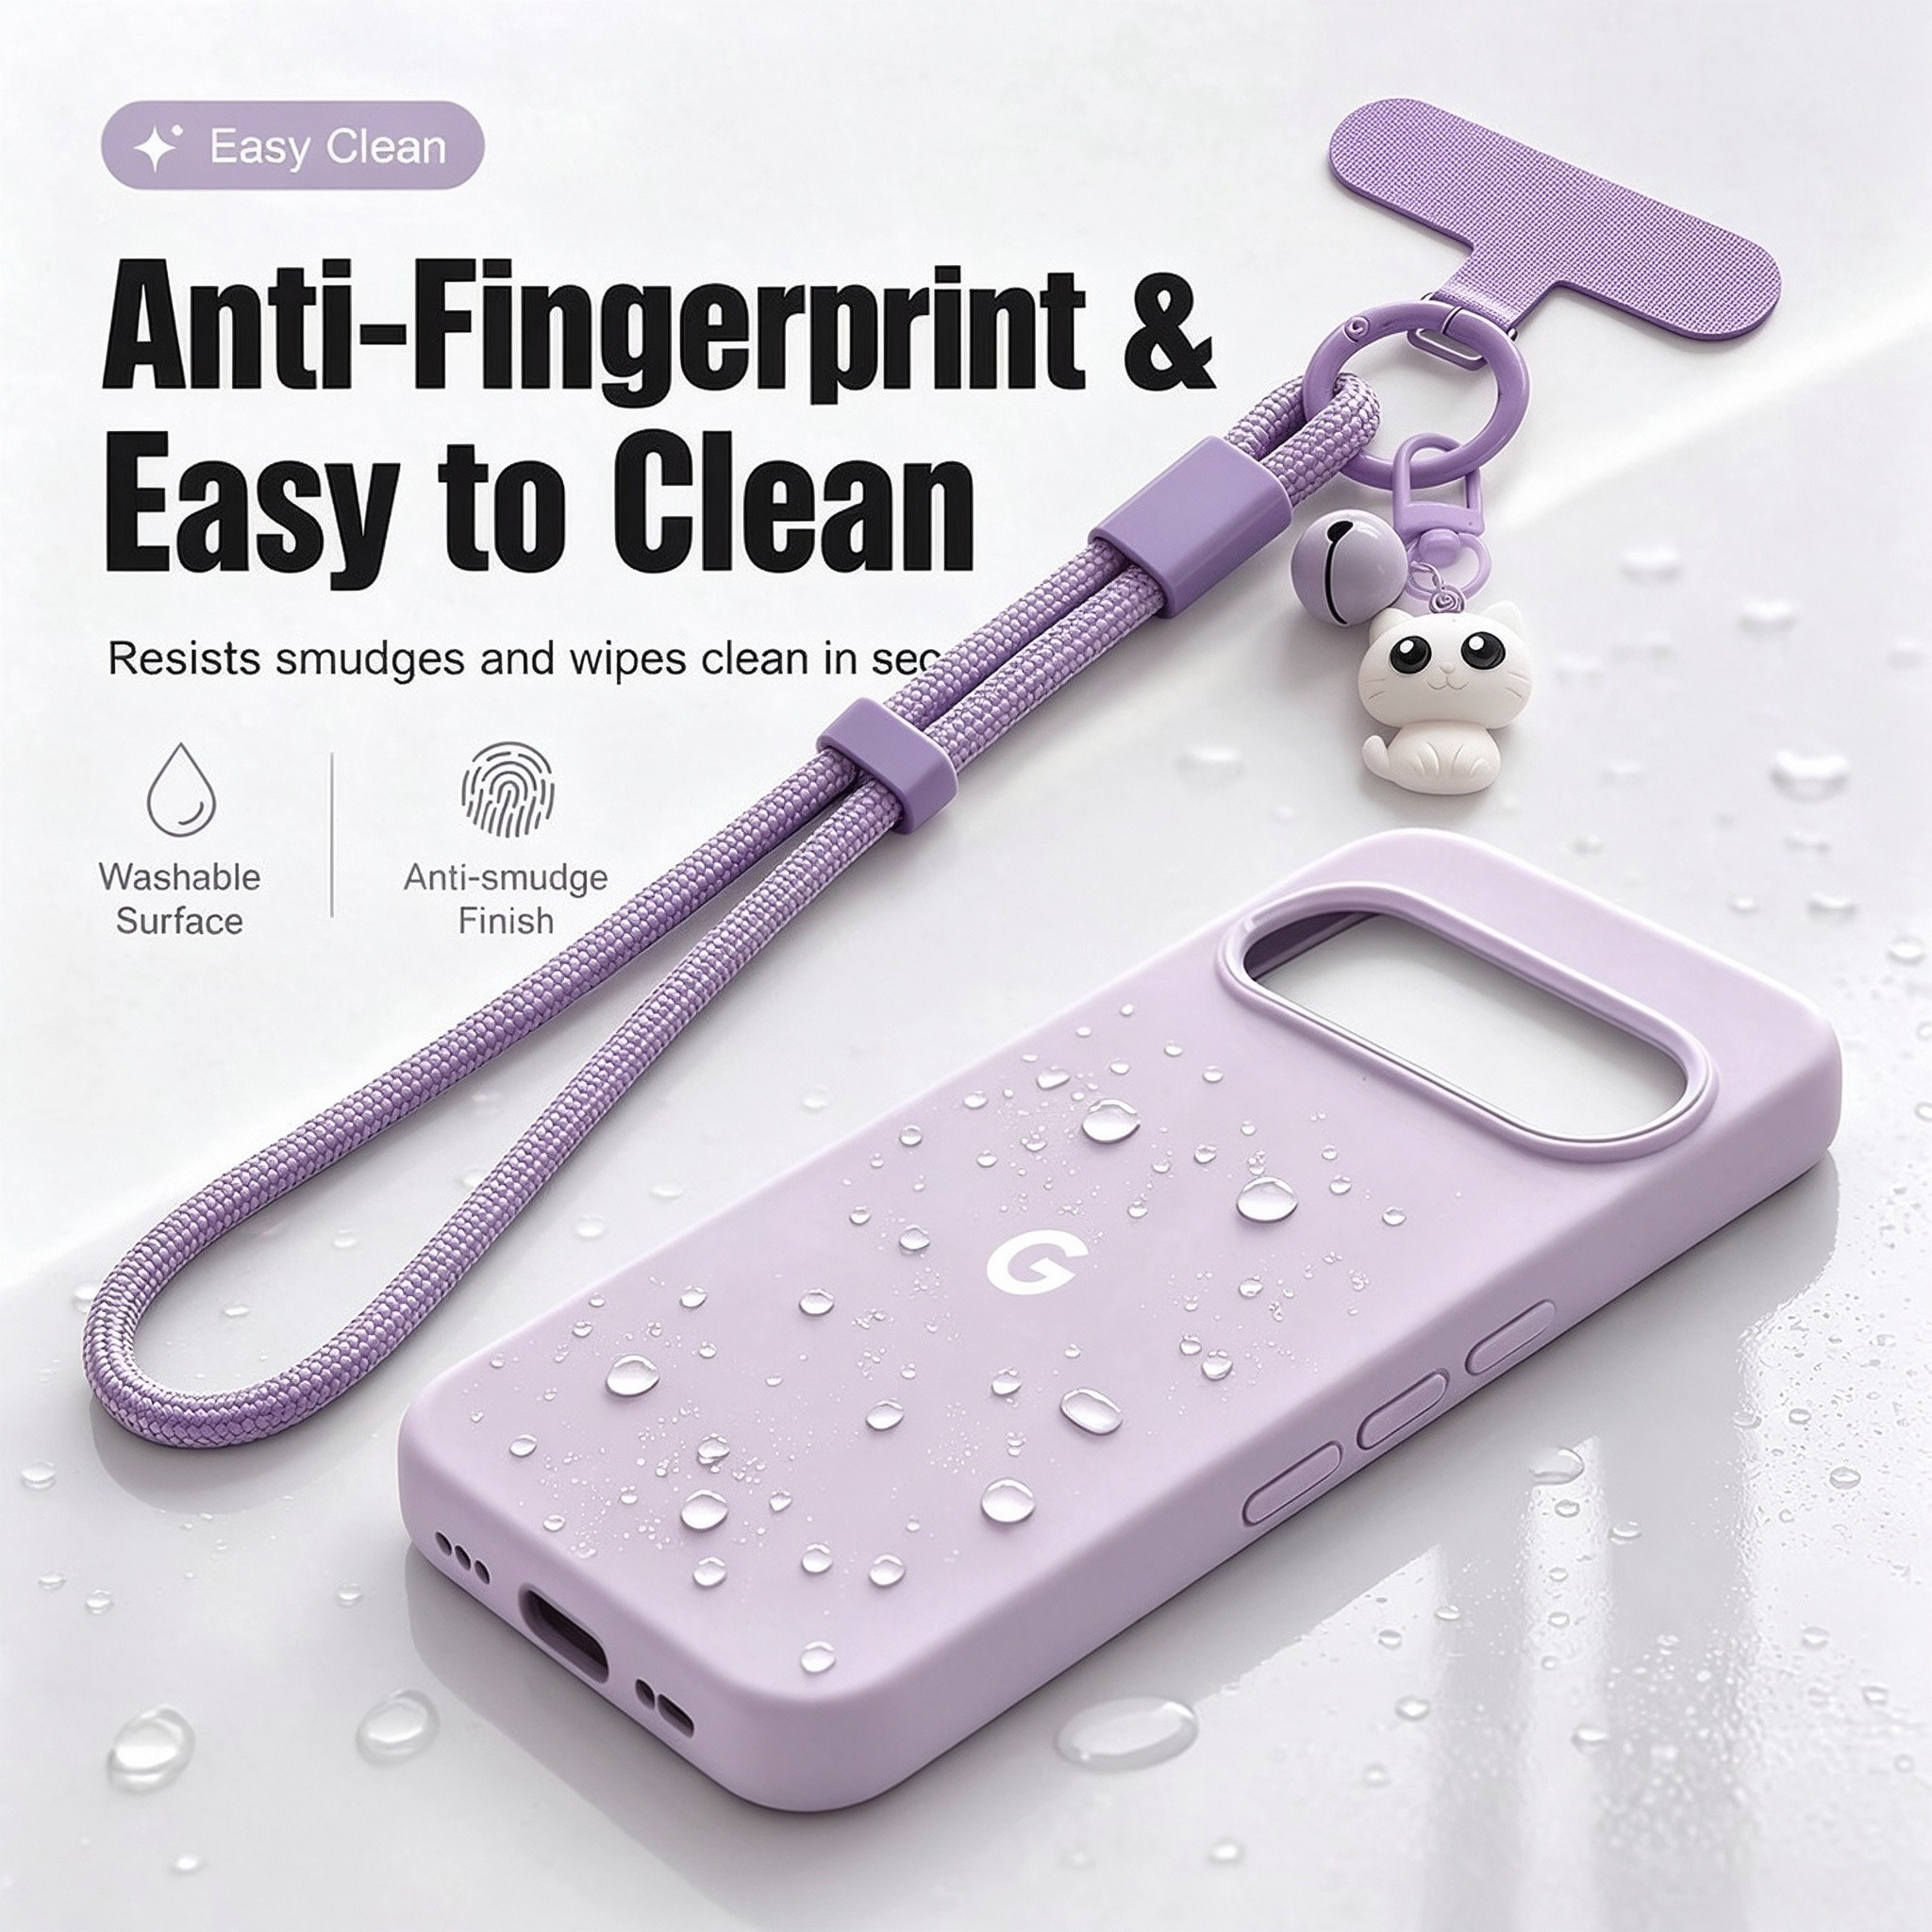 Easy Clean
Anti-Fingerprint &
Easy to Clean
Resists smudges and wipes clean in sec
Washable
Surface
Anti-smudge
Finish
G